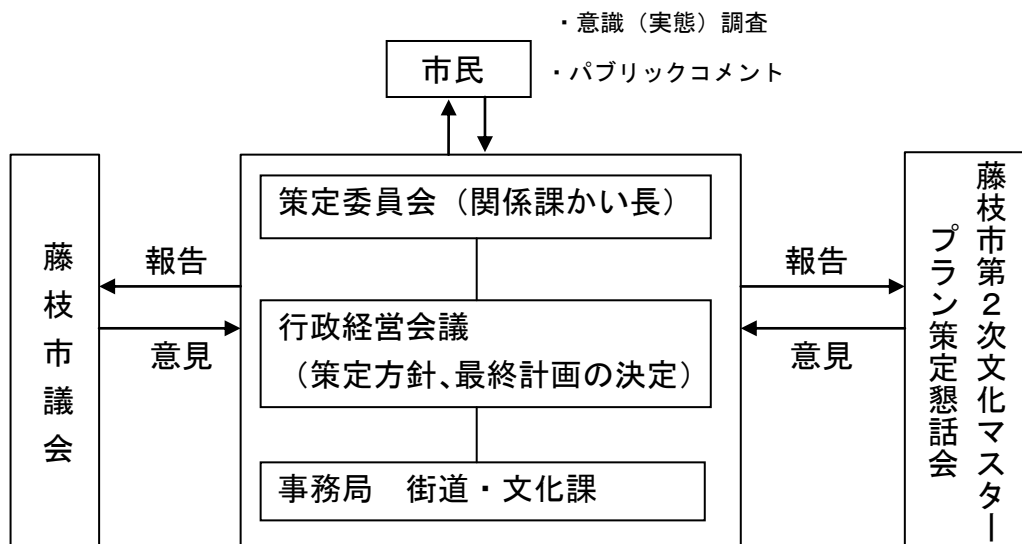 ・意識（実態）調査
市民
・パブリックコメント
藤枝市議会
報告
意見
策定委員会（関係課かい長）
行政経営会議
（策定方針、最終計画の決定）
事務局　街道・文化課
報告
意見
藤枝市第２次文化マスター
プラン策定懇話会